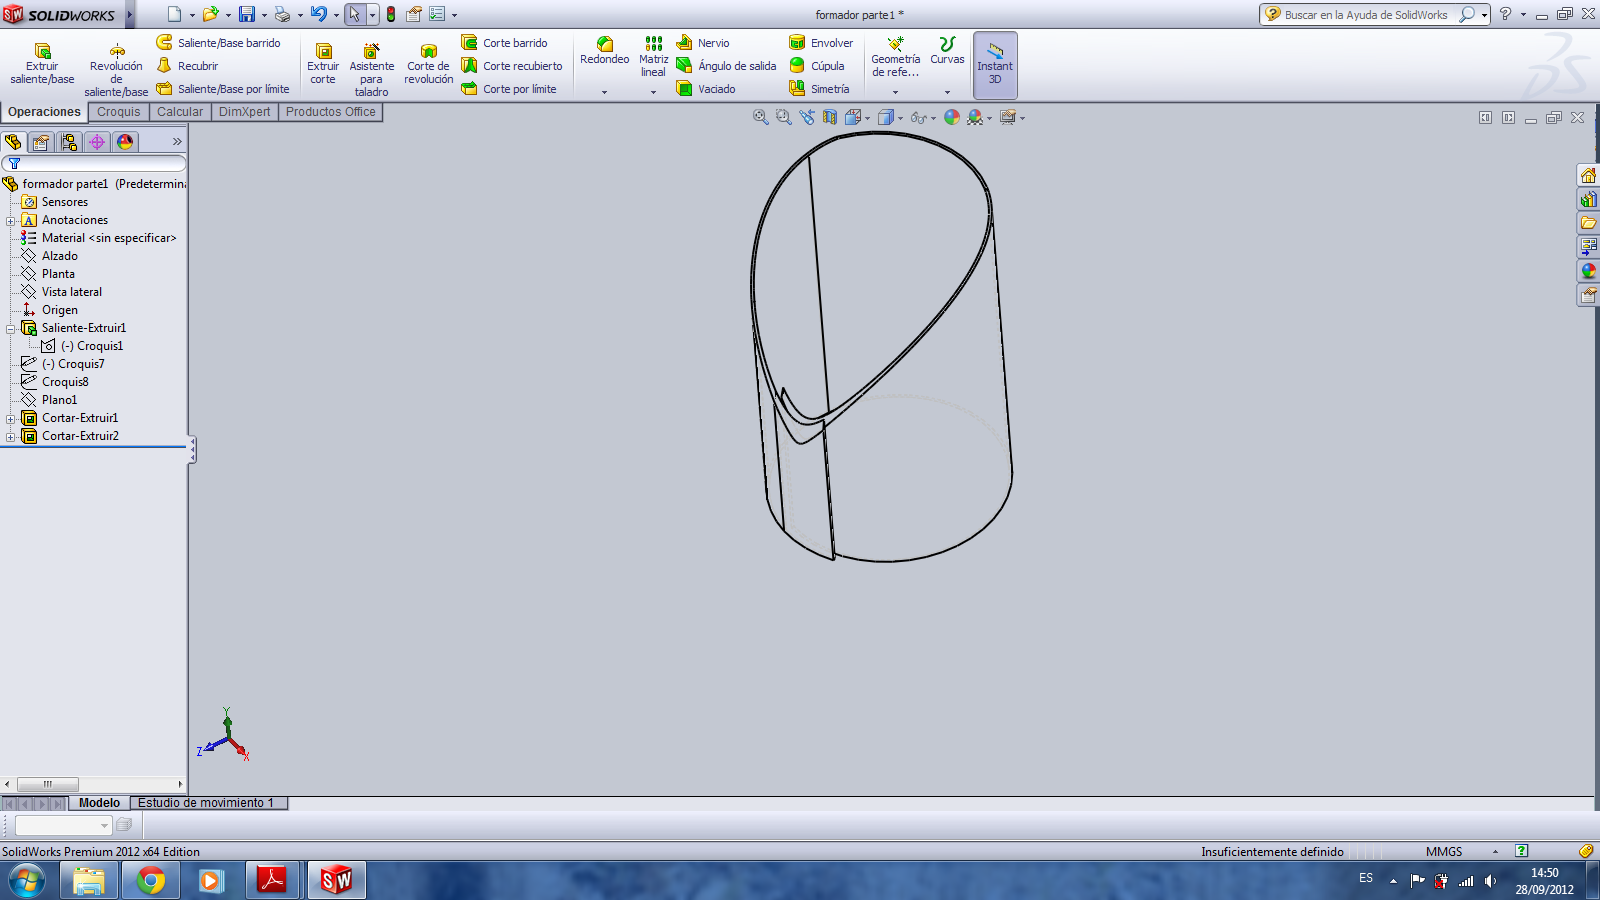 SW SOLIDWORKS
formador parte1 *
Buscar en la Ayuda de SolidWorks
Extruir saliente/base
Revolución de saliente/base
Saliente/Base barrido
Recubrir
Saliente/Base por límite
Extruir corte
Asistente para taladro
Corte de revolución
Corte barrido
Corte recubierto
Corte por límite
Redondeo
Matriz lineal
Nervio
Ángulo de salida
Vaciado
Envolver
Cúpula
Simetría
Geometría de refe...
Curvas
Instant 3D
Operaciones
Croquis
Calcular
DimXpert
Productos Office
formador parte1 (Predetermina
Sensores
Anotaciones
Material <sin especificar>
Alzado
Planta
Vista lateral
Origen
Saliente-Extruir1
(-) Croquis1
(-) Croquis7
Croquis8
Plano1
Cortar-Extruir1
Cortar-Extruir2
Y
Z
X
Modelo
Estudio de movimiento 1
SolidWorks Premium 2012 x64 Edition
Insuficientemente definido
MMGS
SW
ES
14:50
28/09/2012